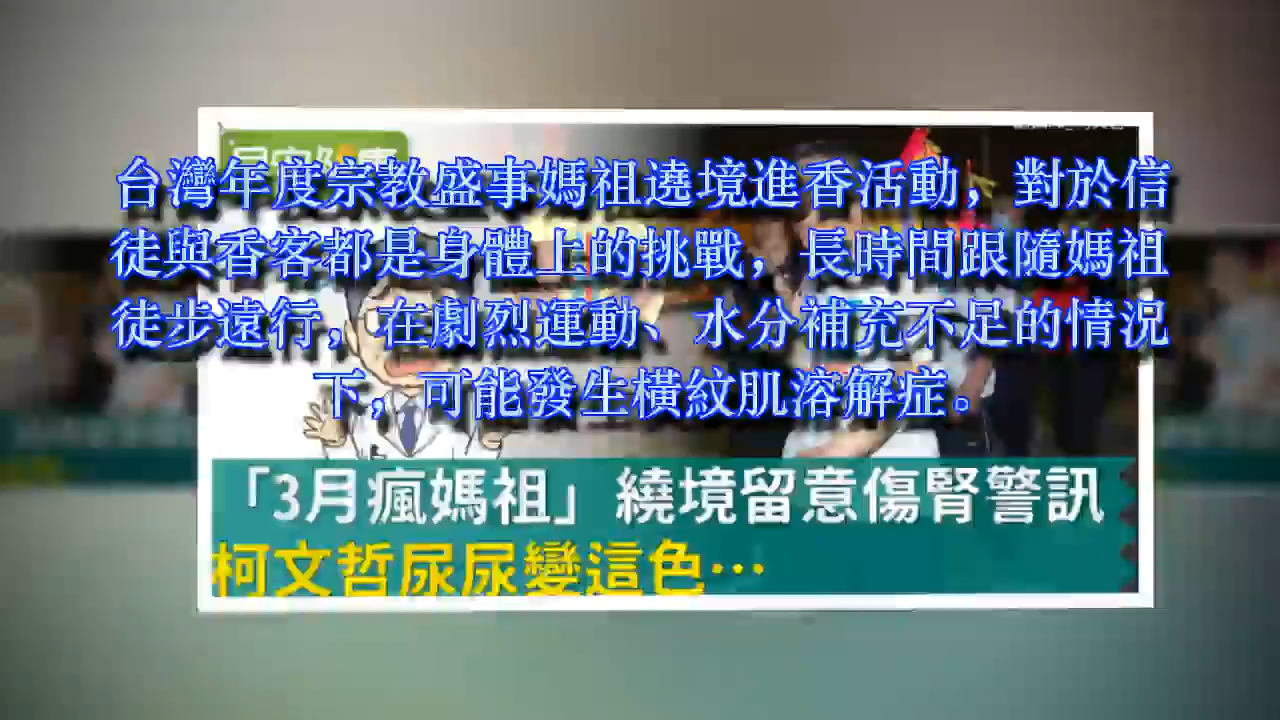 台灣年度宗教盛事媽祖遶境進香活動，對於信
徒與香客都是身體上的挑戰，長時間跟隨媽祖
徒步遠行，在劇烈運動、水分補充不足的情況
下，可能發生橫紋肌溶解症。
「3月瘋媽祖」繞境留意傷腎警訊
柯文哲尿尿變這色…